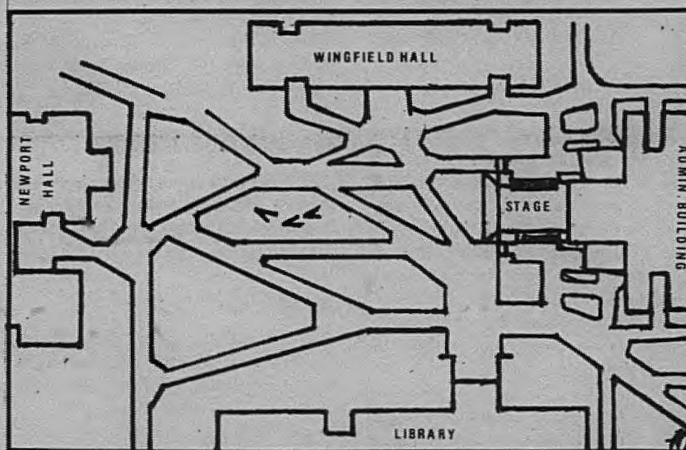 WINGFIELD HALL
NEWPORT
HALL
STAGE
ADMIN. BUILDING
LIBRARY